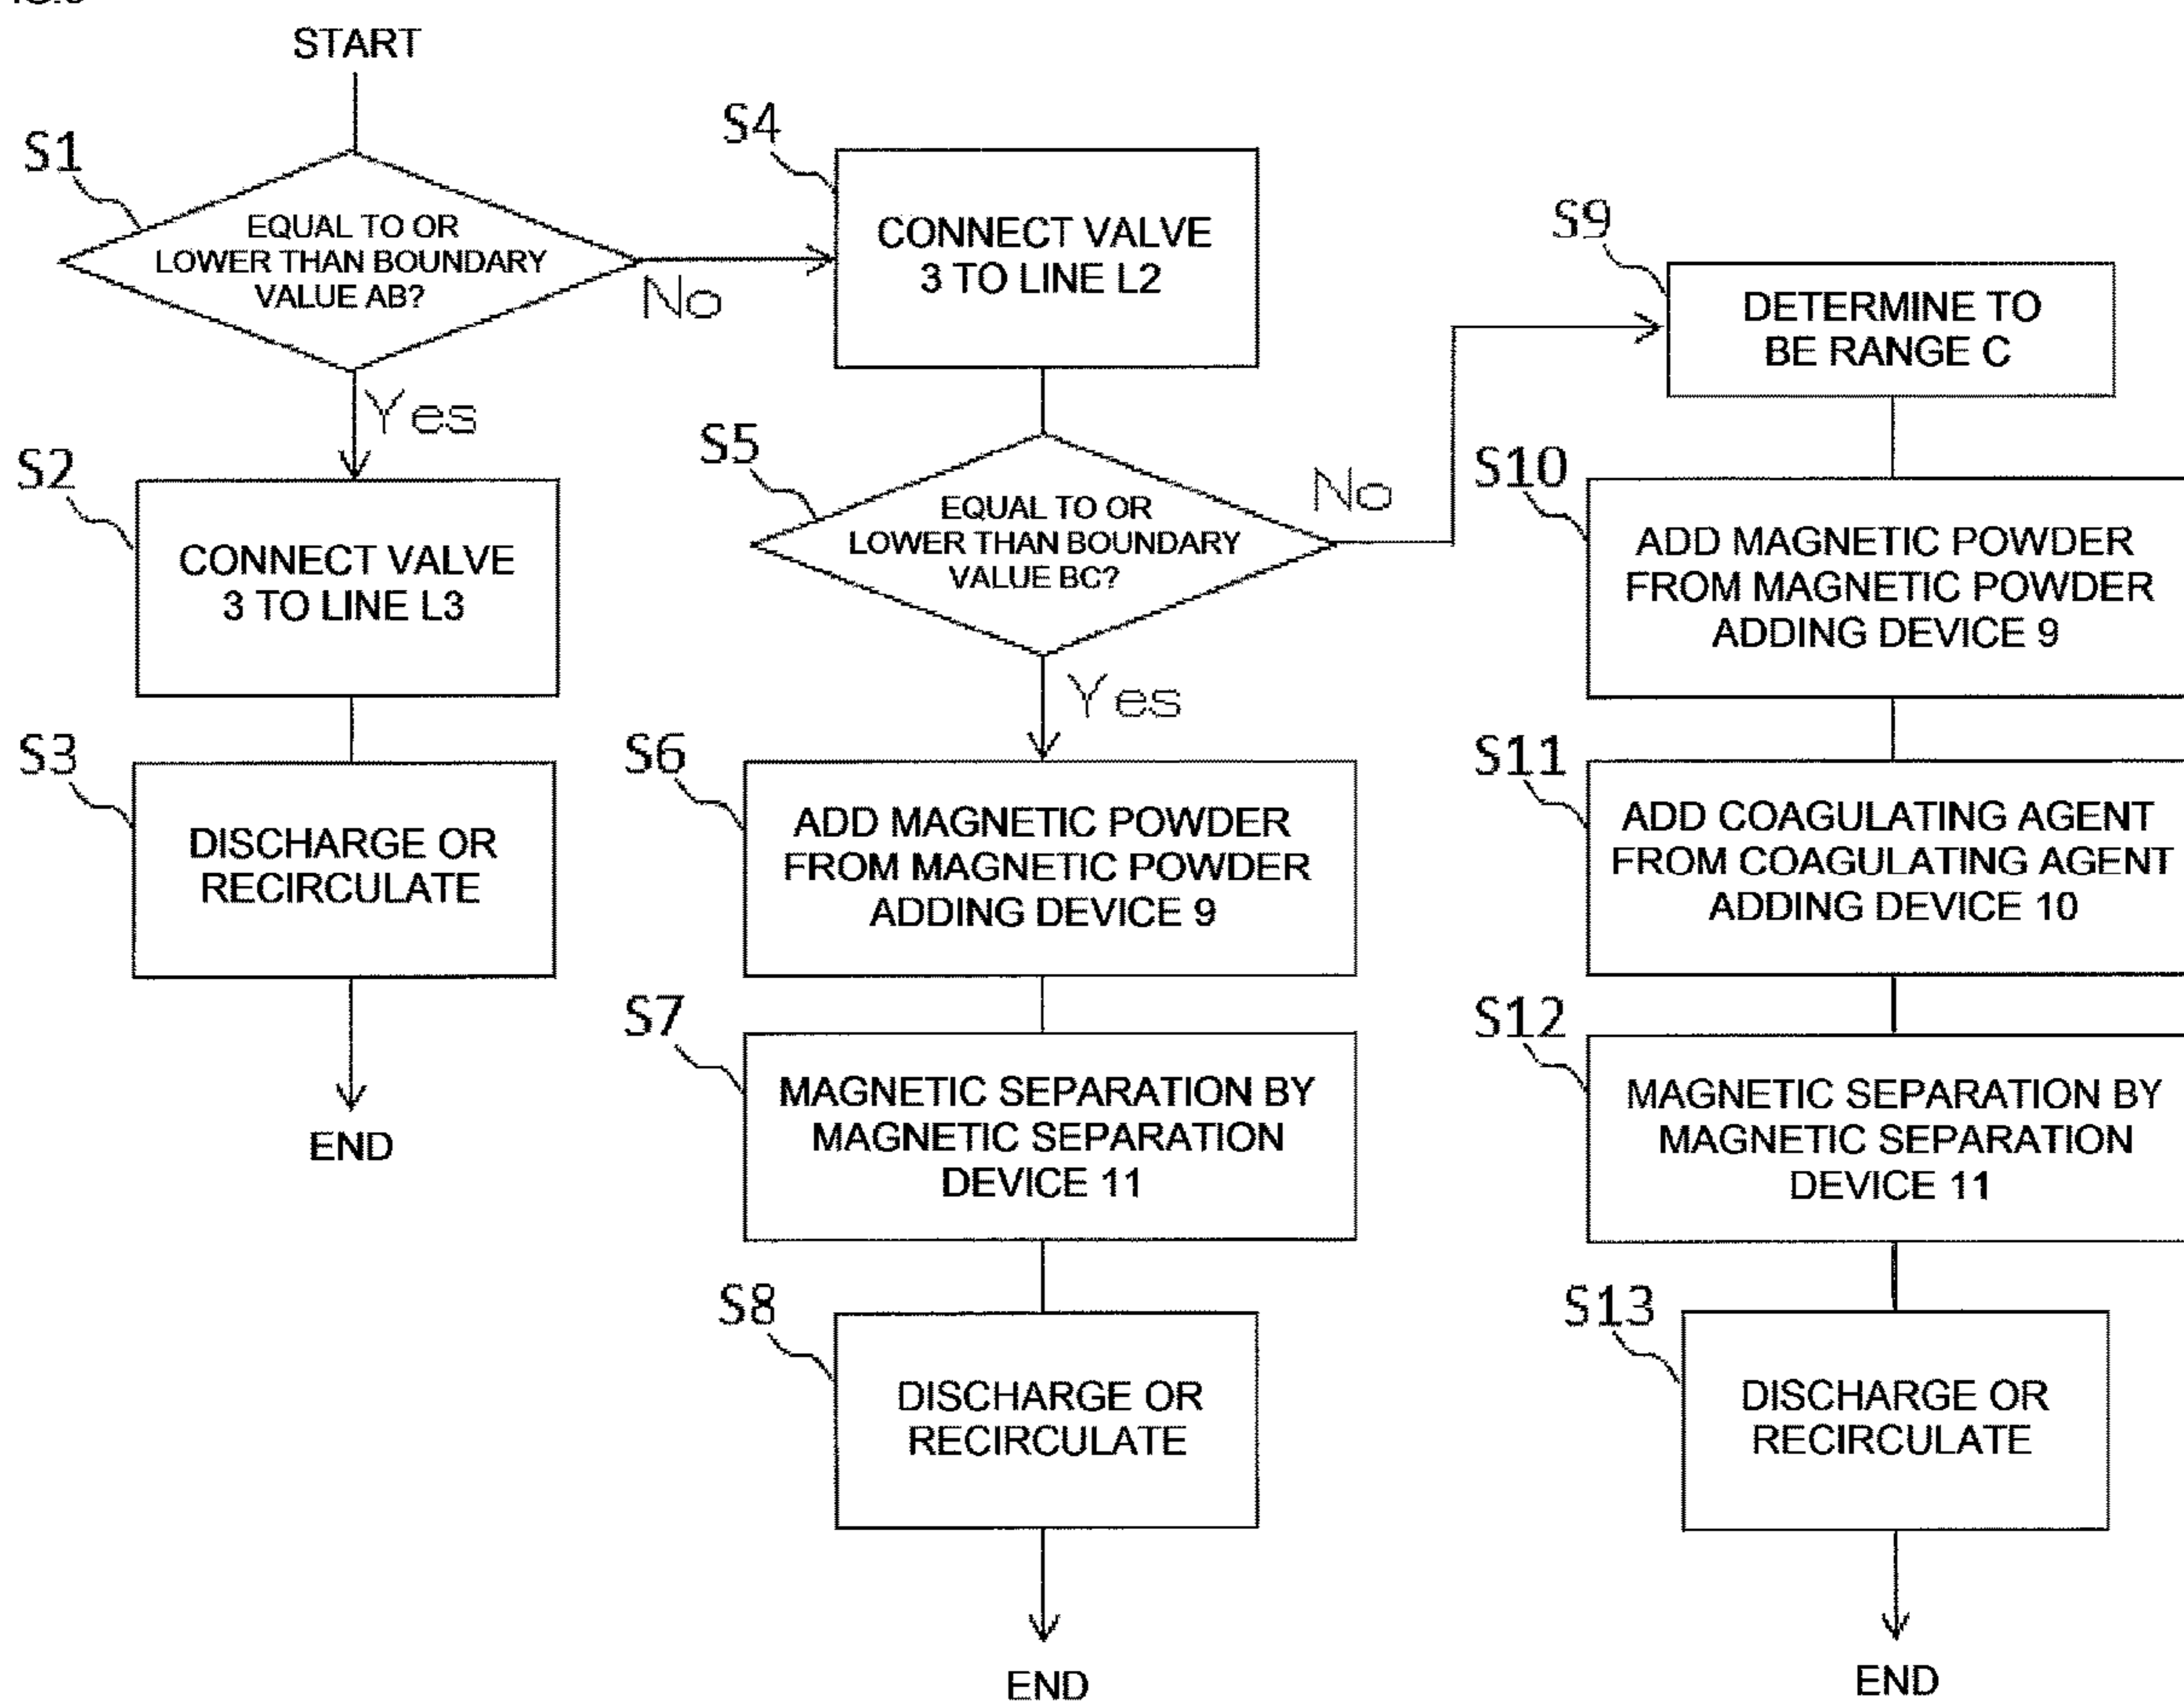 START
S1
EQUAL TO OR
LOWER THAN BOUNDARY
VALUE AB?
No
Yes
S2
CONNECT VALVE
3 TO LINE L3
S3
DISCHARGE OR
RECIRCULATE
END
S4
CONNECT VALVE
3 TO LINE L2
S5
EQUAL TO OR
LOWER THAN BOUNDARY
VALUE BC?
No
Yes
S6
ADD MAGNETIC POWDER
FROM MAGNETIC POWDER
ADDING DEVICE 9
S7
MAGNETIC SEPARATION BY
MAGNETIC SEPARATION
DEVICE 11
S8
DISCHARGE OR
RECIRCULATE
END
S9
DETERMINE TO
BE RANGE C
S10
ADD MAGNETIC POWDER
FROM MAGNETIC POWDER
ADDING DEVICE 9
S11
ADD COAGULATING AGENT
FROM COAGULATING AGENT
ADDING DEVICE 10
S12
MAGNETIC SEPARATION BY
MAGNETIC SEPARATION
DEVICE 11
S13
DISCHARGE OR
RECIRCULATE
END